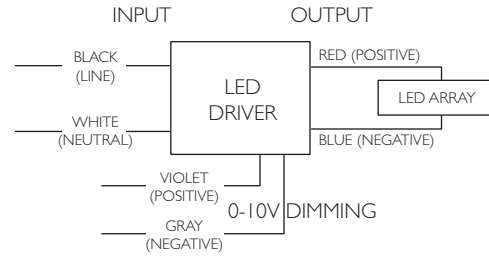 INPUT OUTPUT
BLACK
(LINE)
WHITE
(NEUTRAL)
LED
DRIVER
RED (POSITIVE)
LED ARRAY
BLUE (NEGATIVE)
VIOLET
(POSITIVE)
0-10V DIMMING
GRAY
(NEGATIVE)